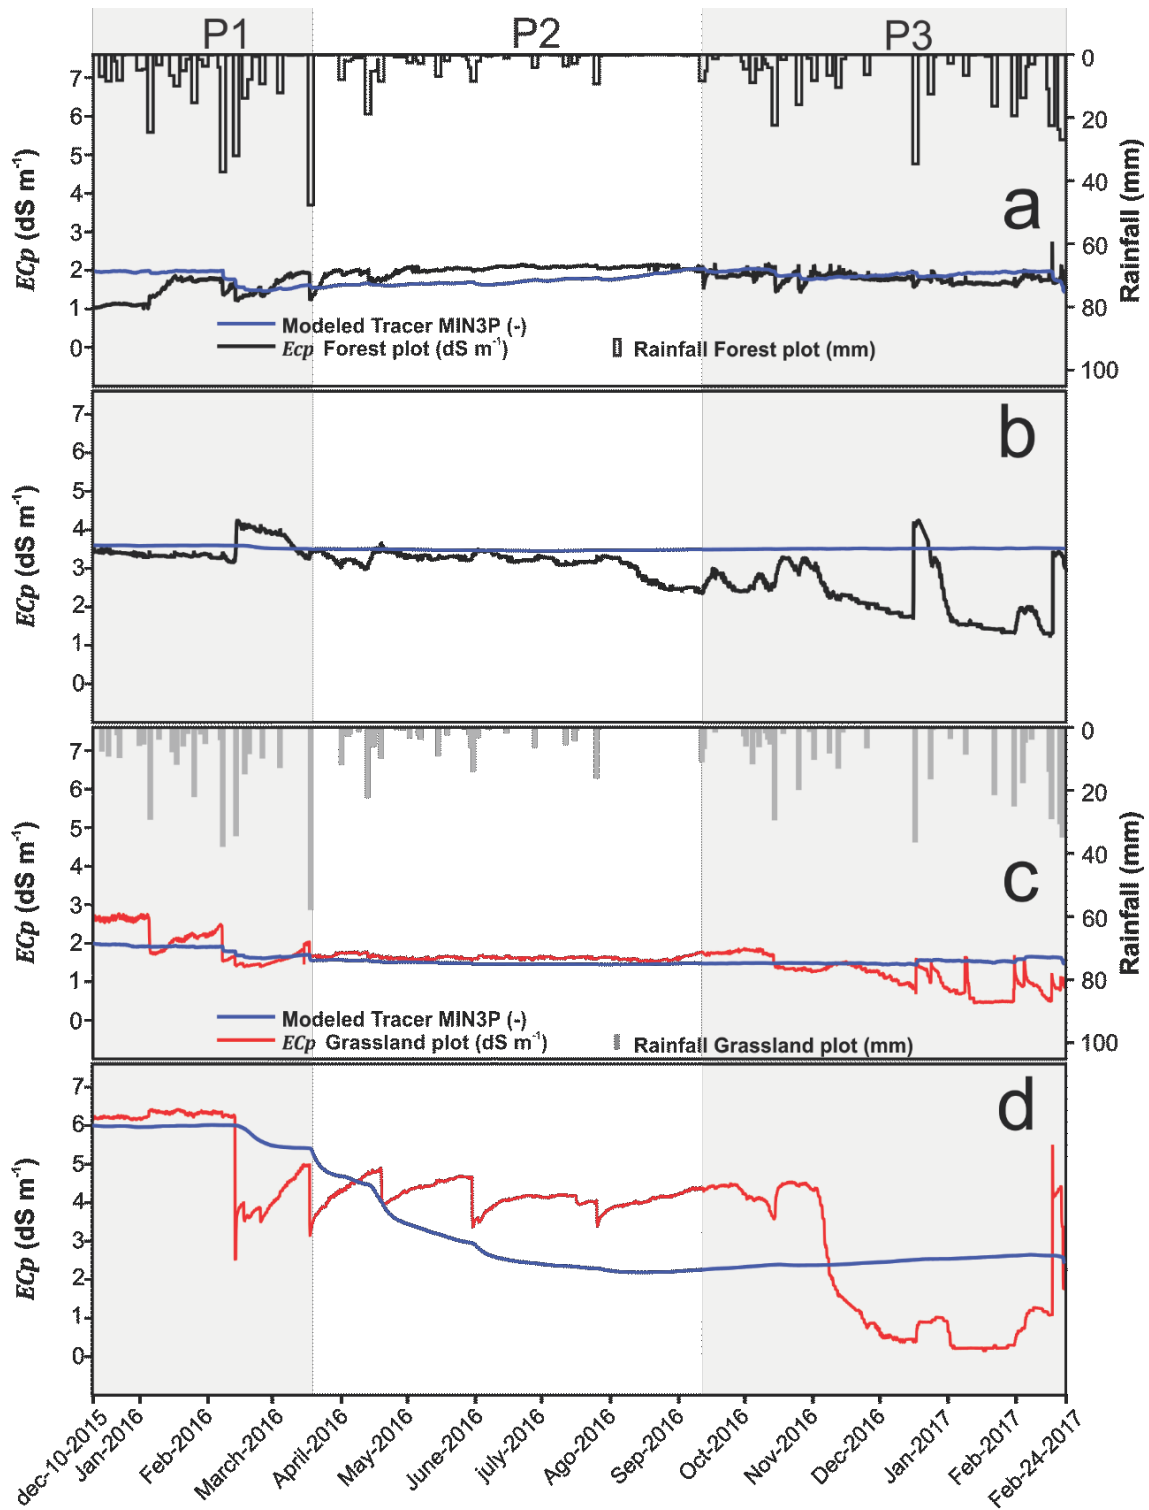 P1 P2 P3
7 6 5 4 3 2 1 0
ECp (dS m⁻¹)
0 20 40 60 80 100
Rainfall (mm)
a
Modeled Tracer MIN3P (-)
Ecp Forest plot (dS m⁻¹) Rainfall Forest plot (mm)
7 6 5 4 3 2 1 0
ECp (dS m⁻¹)
b
7 6 5 4 3 2 1 0
ECp (dS m⁻¹)
0 20 40 60 80 100
Rainfall (mm)
c
Modeled Tracer MIN3P (-)
ECp Grassland plot (dS m⁻¹) Rainfall Grassland plot (mm)
7 6 5 4 3 2 1 0
ECp (dS m⁻¹)
d
dec-10-2015 Jan-2016 Feb-2016 March-2016 April-2016 May-2016 June-2016 july-2016 Ago-2016 Sep-2016 Oct-2016 Nov-2016 Dec-2016 Jan-2017 Feb-2017 Feb-24-2017